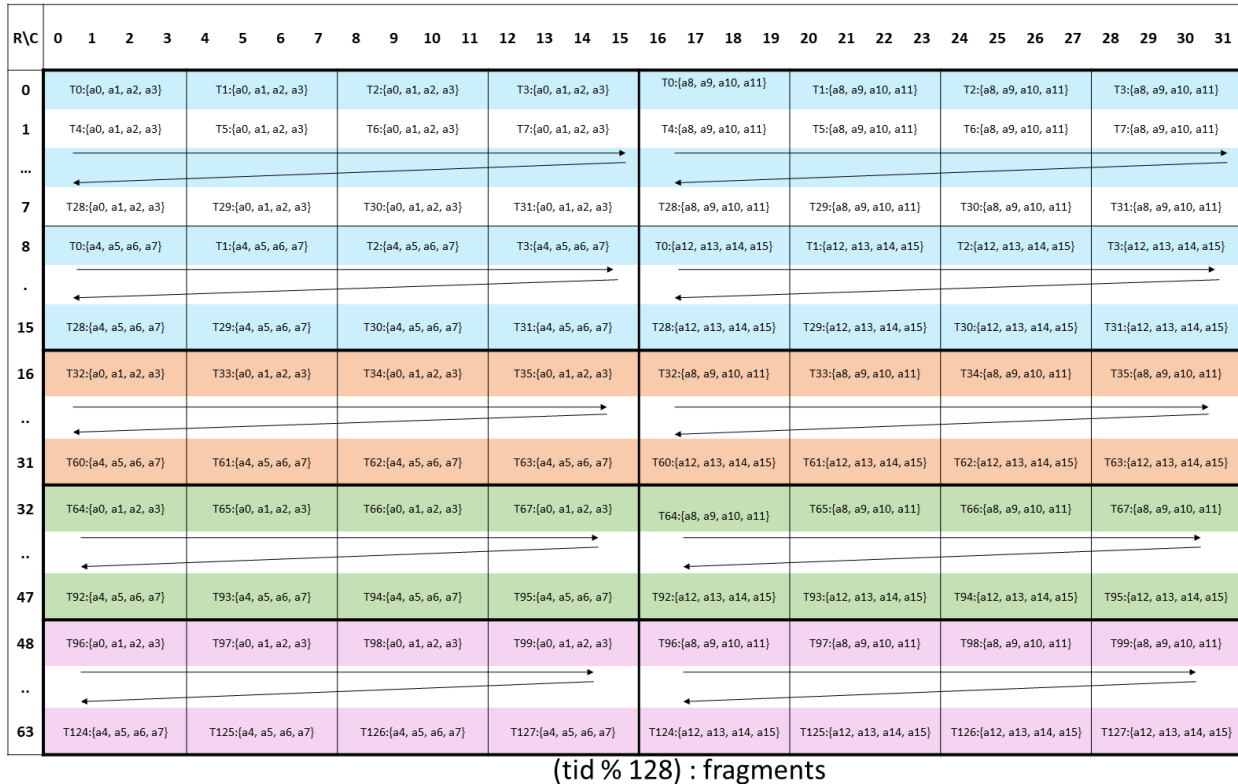 R\C 0 1 2 3 4 5 6 7 8 9 10 11 12 13 14 15 16 17 18 19 20 21 22 23 24 25 26 27 28 29 30 31
0 T0:{a0, a1, a2, a3} T1:{a0, a1, a2, a3} T2:{a0, a1, a2, a3} T3:{a0, a1, a2, a3} T0:{a8, a9, a10, a11} T1:{a8, a9, a10, a11} T2:{a8, a9, a10, a11} T3:{a8, a9, a10, a11}
1 T4:{a0, a1, a2, a3} T5:{a0, a1, a2, a3} T6:{a0, a1, a2, a3} T7:{a0, a1, a2, a3} T4:{a8, a9, a10, a11} T5:{a8, a9, a10, a11} T6:{a8, a9, a10, a11} T7:{a8, a9, a10, a11}
...
7 T28:{a0, a1, a2, a3} T29:{a0, a1, a2, a3} T30:{a0, a1, a2, a3} T31:{a0, a1, a2, a3} T28:{a8, a9, a10, a11} T29:{a8, a9, a10, a11} T30:{a8, a9, a10, a11} T31:{a8, a9, a10, a11}
8 T0:{a4, a5, a6, a7} T1:{a4, a5, a6, a7} T2:{a4, a5, a6, a7} T3:{a4, a5, a6, a7} T0:{a12, a13, a14, a15} T1:{a12, a13, a14, a15} T2:{a12, a13, a14, a15} T3:{a12, a13, a14, a15}
.
15 T28:{a4, a5, a6, a7} T29:{a4, a5, a6, a7} T30:{a4, a5, a6, a7} T31:{a4, a5, a6, a7} T28:{a12, a13, a14, a15} T29:{a12, a13, a14, a15} T30:{a12, a13, a14, a15} T31:{a12, a13, a14, a15}
16 T32:{a0, a1, a2, a3} T33:{a0, a1, a2, a3} T34:{a0, a1, a2, a3} T35:{a0, a1, a2, a3} T32:{a8, a9, a10, a11} T33:{a8, a9, a10, a11} T34:{a8, a9, a10, a11} T35:{a8, a9, a10, a11}
..
31 T60:{a4, a5, a6, a7} T61:{a4, a5, a6, a7} T62:{a4, a5, a6, a7} T63:{a4, a5, a6, a7} T60:{a12, a13, a14, a15} T61:{a12, a13, a14, a15} T62:{a12, a13, a14, a15} T63:{a12, a13, a14, a15}
32 T64:{a0, a1, a2, a3} T65:{a0, a1, a2, a3} T66:{a0, a1, a2, a3} T67:{a0, a1, a2, a3} T64:{a8, a9, a10, a11} T65:{a8, a9, a10, a11} T66:{a8, a9, a10, a11} T67:{a8, a9, a10, a11}
..
47 T92:{a4, a5, a6, a7} T93:{a4, a5, a6, a7} T94:{a4, a5, a6, a7} T95:{a4, a5, a6, a7} T92:{a12, a13, a14, a15} T93:{a12, a13, a14, a15} T94:{a12, a13, a14, a15} T95:{a12, a13, a14, a15}
48 T96:{a0, a1, a2, a3} T97:{a0, a1, a2, a3} T98:{a0, a1, a2, a3} T99:{a0, a1, a2, a3} T96:{a8, a9, a10, a11} T97:{a8, a9, a10, a11} T98:{a8, a9, a10, a11} T99:{a8, a9, a10, a11}
..
63 T124:{a4, a5, a6, a7} T125:{a4, a5, a6, a7} T126:{a4, a5, a6, a7} T127:{a4, a5, a6, a7} T124:{a12, a13, a14, a15} T125:{a12, a13, a14, a15} T126:{a12, a13, a14, a15} T127:{a12, a13, a14, a15}
(tid % 128) : fragments